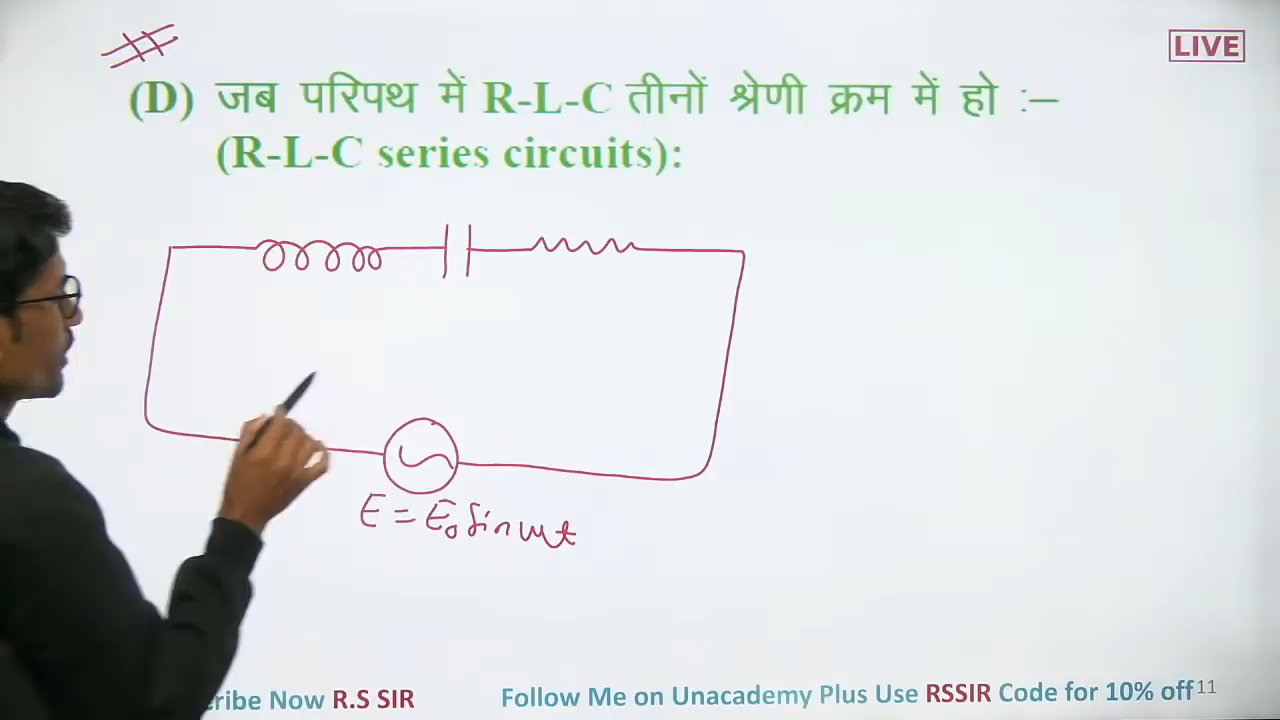 LIVE
(D) जब परिपथ में R-L-C तीनों श्रेणी क्रम में हो :–
(R-L-C series circuits):
E = E₀ sin ωt
cribe Now R.S SIR
Follow Me on Unacademy Plus Use RSSIR Code for 10% off
11